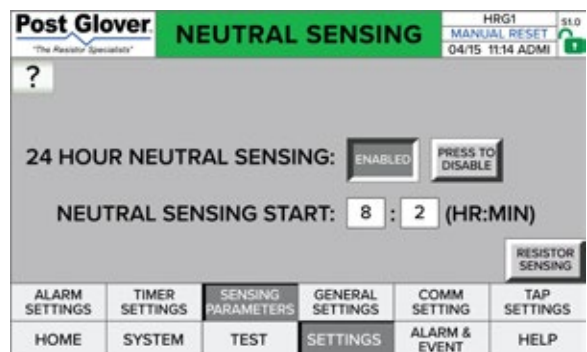 Post Glover
"The Resistor Specialists"
NEUTRAL SENSING
HRG1
MANUAL RESET
04/15 11:14 ADMI
S1.0
?
24 HOUR NEUTRAL SENSING: ENABLED
PRESS TO
DISABLE
NEUTRAL SENSING START: 8 : 2 (HR:MIN)
RESISTOR
SENSING
ALARM
SETTINGS
TIMER
SETTINGS
SENSING
PARAMETERS
GENERAL
SETTINGS
COMM
SETTING
TAP
SETTINGS
HOME
SYSTEM
TEST
SETTINGS
ALARM &
EVENT
HELP